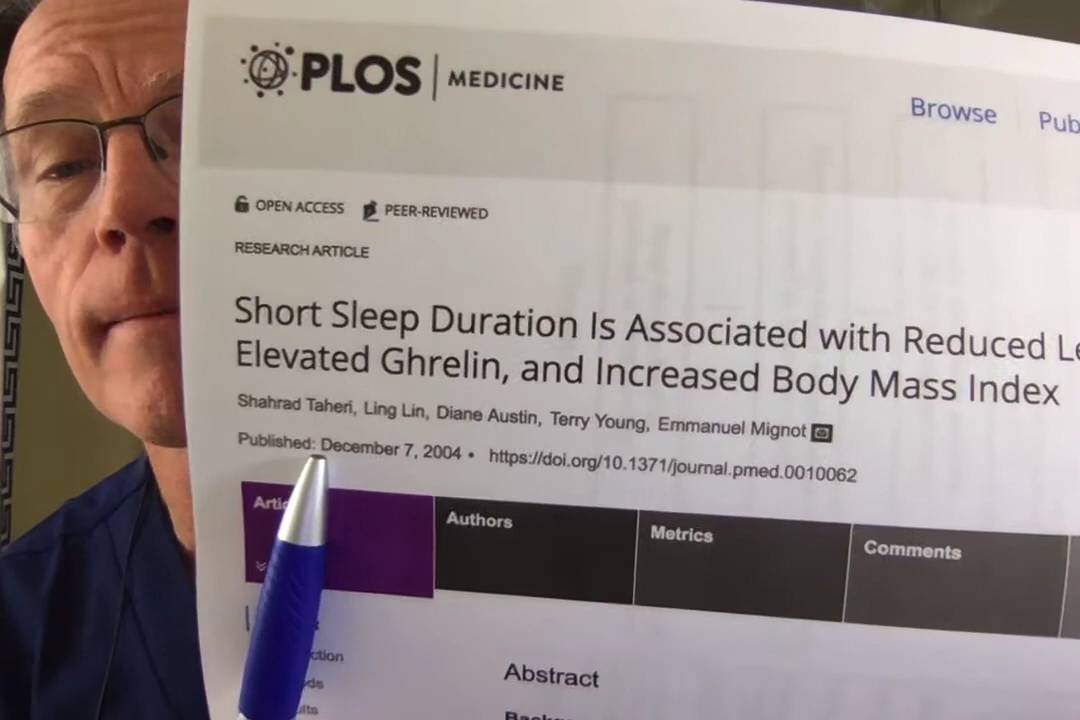 PLOS MEDICINE
Browse
OPEN ACCESS PEER-REVIEWED
RESEARCH ARTICLE
Short Sleep Duration Is Associated with Reduced
Elevated Ghrelin, and Increased Body Mass Index
Shahrad Taheri, Ling Lin, Diane Austin, Terry Young, Emmanuel Mignot
Published: December 7, 2004 • https://doi.org/10.1371/journal.pmed.0010062
Authors
Metrics
Comments
Abstract